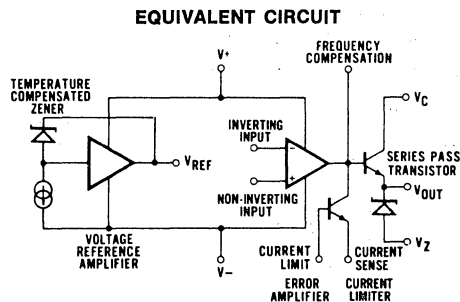 EQUIVALENT CIRCUIT
V+
FREQUENCY
COMPENSATION
TEMPERATURE
COMPENSATED
ZENER
VC
INVERTING
INPUT
SERIES PASS
TRANSISTOR
VREF
−
+
NON-INVERTING
INPUT
VOUT
VOLTAGE
REFERENCE
AMPLIFIER
V−
CURRENT
LIMIT
CURRENT
SENSE
VZ
ERROR
AMPLIFIER
CURRENT
LIMITER